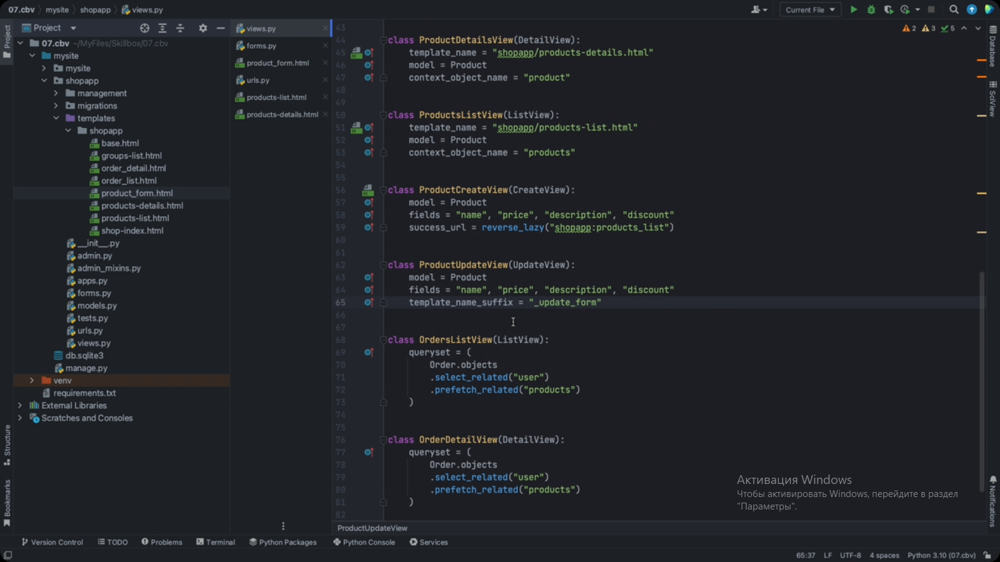 07.cbv mysite shopapp views.py
Current File
Project
07.cbv ~/MyFiles/Skillbox/07.cbv
mysite
mysite
shopapp
management
migrations
templates
shopapp
base.html
groups-list.html
order_detail.html
order_list.html
product_form.html
products-details.html
products-list.html
shop-index.html
__init__.py
admin.py
admin_mixins.py
apps.py
forms.py
models.py
tests.py
urls.py
views.py
db.sqlite3
manage.py
venv
requirements.txt
External Libraries
Scratches and Consoles
views.py
forms.py
product_form.html
urls.py
products-list.html
products-details.html
2 3 5
43
44 class ProductDetailsView(DetailView):
45 template_name = "shopapp/products-details.html"
46 model = Product
47 context_object_name = "product"
48
49
50 class ProductsListView(ListView):
51 template_name = "shopapp/products-list.html"
52 model = Product
53 context_object_name = "products"
54
55
56 class ProductCreateView(CreateView):
57 model = Product
58 fields = "name", "price", "description", "discount"
59 success_url = reverse_lazy("shopapp:products_list")
60
61
62 class ProductUpdateView(UpdateView):
63 model = Product
64 fields = "name", "price", "description", "discount"
65 template_name_suffix = "_update_form"
66
67
68 class OrdersListView(ListView):
69 queryset = (
70 Order.objects
71 .select_related("user")
72 .prefetch_related("products")
73 )
74
75
76 class OrderDetailView(DetailView):
77 queryset = (
78 Order.objects
79 .select_related("user")
80 .prefetch_related("products")
81 )
82
ProductUpdateView
Project
Structure
Bookmarks
Database
SciView
Notifications
Активация Windows
Чтобы активировать Windows, перейдите в раздел
"Параметры".
Version Control TODO Problems Terminal Python Packages Python Console Services
65:37 LF UTF-8 4 spaces Python 3.10 (07.cbv)